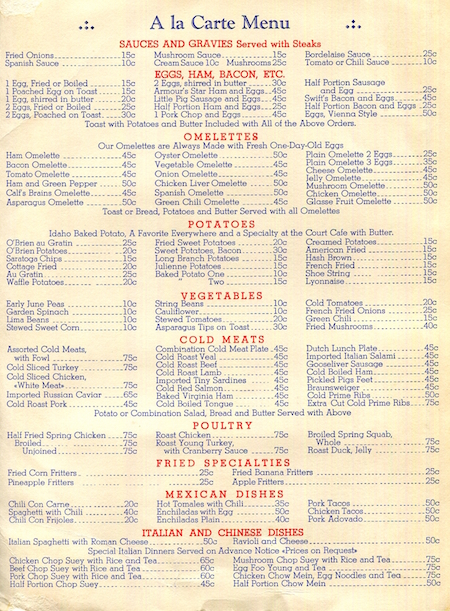 A la Carte Menu
SAUCES AND GRAVIES Served with Steaks
Fried Onions 15c Mushroom Sauce 15c Bordelaise Sauce 25c
Spanish Sauce 10c Cream Sauce 10c Mushrooms 25c Tomato or Chili Sauce 10c
EGGS, HAM, BACON, ETC.
1 Egg, Fried or Boiled 15c 2 Eggs, shirred in butter 30c Half Portion Sausage
1 Poached Egg on Toast 15c Armour's Star Ham and Eggs 45c and Egg 25c
1 Egg, shirred in butter 20c Little Pig Sausage and Eggs 45c Swift's Bacon and Eggs 45c
2 Eggs, Fried or Boiled 25c Half Portion Ham and Eggs 25c Half Portion Bacon and Eggs 25c
2 Eggs, Poached on Toast 30c 1 Pork Chop and Eggs 45c Eggs, Vienna Style 50c
Toast with Potatoes and Butter Included with All of the Above Orders.
OMELETTES
Our Omelettes are Always Made with Fresh One-Day-Old Eggs
Ham Omelette 45c Oyster Omelette 50c Plain Omelette 2 Eggs 25c
Bacon Omelette 45c Vegetable Omelette 45c Plain Omelette 3 Eggs 35c
Tomato Omelette 45c Onion Omelette 45c Cheese Omelette 45c
Ham and Green Pepper 50c Chicken Liver Omelette 50c Jelly Omelette 45c
Calf's Brains Omelette 45c Spanish Omelette 50c Mushroom Omelette 50c
Asparagus Omelette 50c Green Chili Omelette 45c Chicken Omelette 50c
Glasse Fruit Omelette 50c
Toast or Bread, Potatoes and Butter Served with all Omelettes
POTATOES
Idaho Baked Potato, A Favorite Everywhere and a Specialty at the Court Cafe with Butter.
O'Brien au Gratin 25c Fried Sweet Potatoes 20c Creamed Potatoes 15c
O'Brien Potatoes 20c Sweet Potatoes, Bacon 30c American Fried 15c
Saratoga Chips 15c Long Branch Potatoes 15c Hash Brown 15c
Cottage Fried 20c Julienne Potatoes 15c French Fried 15c
Au Gratin 25c Baked Potato One 10c Shoe String 15c
Waffle Potatoes 20c " " Two 15c Lyonnaise 15c
VEGETABLES
Early June Peas 10c String Beans 10c Cold Tomatoes 20c
Garden Spinach 10c Cauliflower 10c French Fried Onions 25c
Lima Beans 10c Stewed Tomatoes 20c Green Chili 15c
Stewed Sweet Corn 10c Asparagus Tips on Toast 30c Fried Mushrooms 40c
COLD MEATS
Assorted Cold Meats, Combination Cold Meat Plate 45c Dutch Lunch Plate 45c
with Fowl 75c Cold Roast Veal 45c Imported Italian Salami 45c
Cold Sliced Turkey 75c Cold Roast Beef 45c Gooseliver Sausage 45c
Cold Sliced Chicken, Cold Roast Lamb 45c Cold Boiled Ham 45c
«White Meat» 75c Imported Tiny Sardines 45c Pickled Pigs Feet 45c
Imported Russian Caviar 65c Cold Red Salmon 45c Braunsweiger 45c
Cold Roast Pork 45c Baked Virginia Ham 45c Cold Prime Ribs 50c
Cold Boiled Tongue 45c Extra Cut Cold Prime Ribs 75c
Potato or Combination Salad, Bread and Butter Served with Above
POULTRY
Half Fried Spring Chicken 75c Roast Chicken 75c Broiled Spring Squab,
Broiled 75c Roast Young Turkey, Whole 75c
Unjoined 75c with Cranberry Sauce 75c Roast Duck, Jelly 75c
FRIED SPECIALTIES
Fried Corn Fritters 25c Fried Banana Fritters 25c
Pineapple Fritters 25c Apple Fritters 25c
MEXICAN DISHES
Chili Con Carne 20c Hot Tomales with Chili 35c Pork Tacos 50c
Spaghetti with Chili 40c Enchiladas with Egg 50c Chicken Tacos 50c
Chili Con Frijoles 20c Enchiladas Plain 40c Pork Adovado 50c
ITALIAN AND CHINESE DISHES
Italian Spaghetti with Roman Cheese 50c Ravioli and Cheese 50c
Special Italian Dinners Served on Advance Notice «Prices on Request»
Chicken Chop Suey with Rice and Tea 65c Mushroom Chop Suey with Rice and Tea 75c
Beef Chop Suey with Rice and Tea 60c Egg Foo Young and Tea 75c
Pork Chop Suey with Rice and Tea 60c Chicken Chow Mein, Egg Noodles and Tea 75c
Half Portion Chop Suey 45c Half Portion Chow Mein 50c